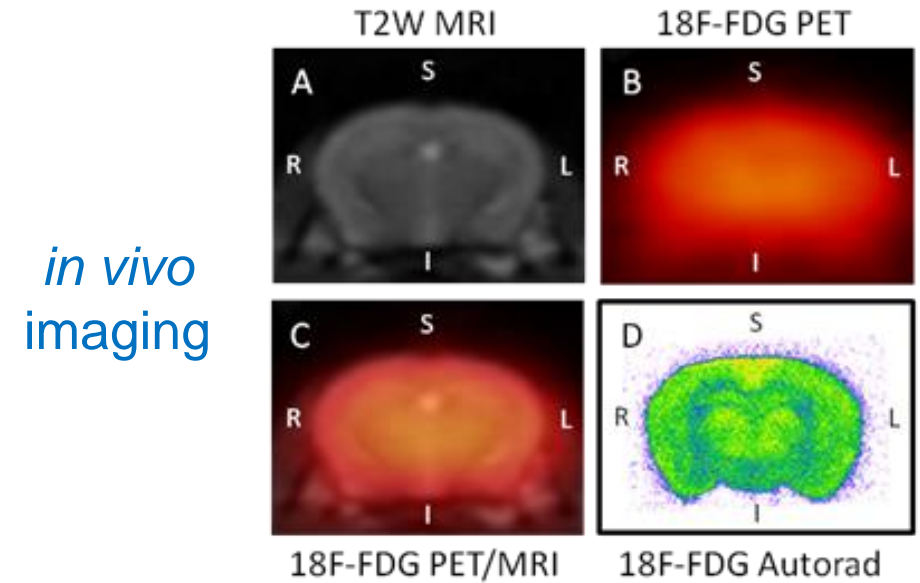 in vivo
imaging
T2W MRI
A
S
R
L
I
18F-FDG PET
B
S
R
L
I
C
S
R
L
I
18F-FDG PET/MRI
D
S
R
L
I
18F-FDG Autorad